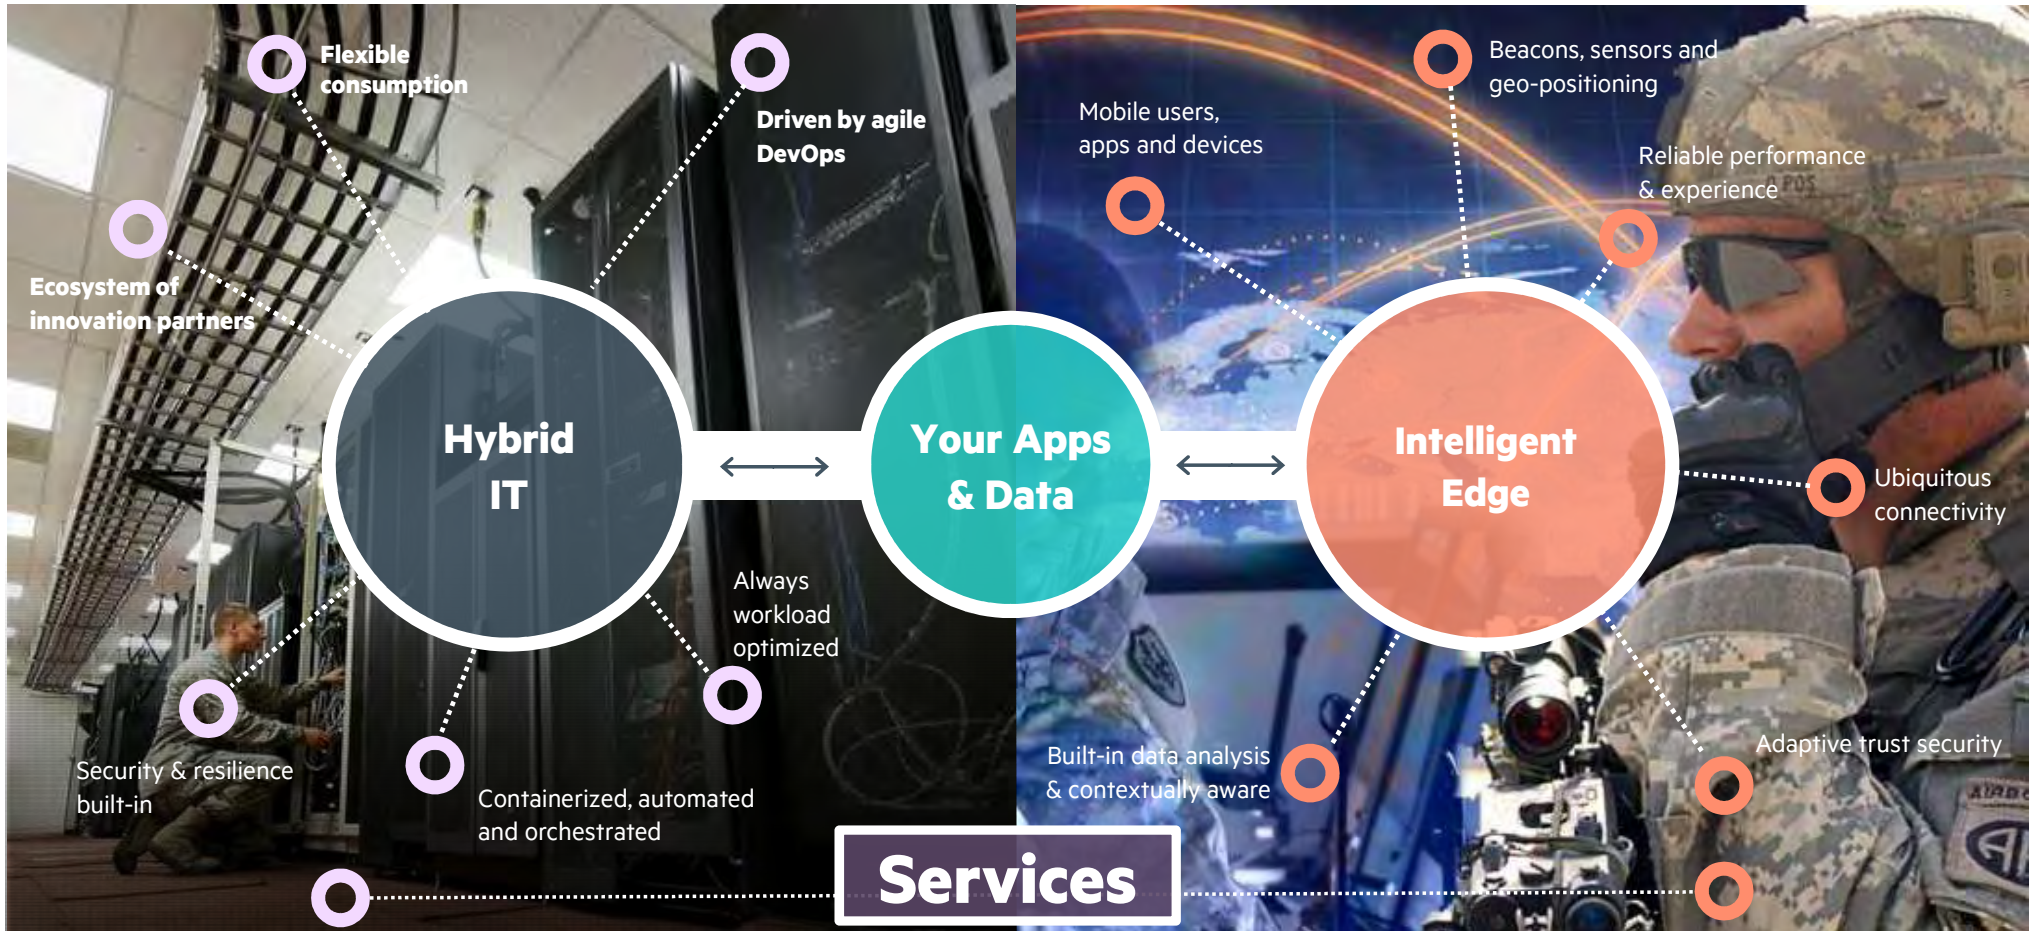 Flexible
consumption
Driven by agile
DevOps
Ecosystem of
innovation partners
Hybrid
IT
Always
workload
optimized
Security & resilience
built-in
Containerized, automated
and orchestrated
Your Apps
& Data
Beacons, sensors and
geo-positioning
Mobile users,
apps and devices
Reliable performance
& experience
POS
Intelligent
Edge
Ubiquitous
connectivity
Built-in data analysis
& contextually aware
Adaptive trust security
Services